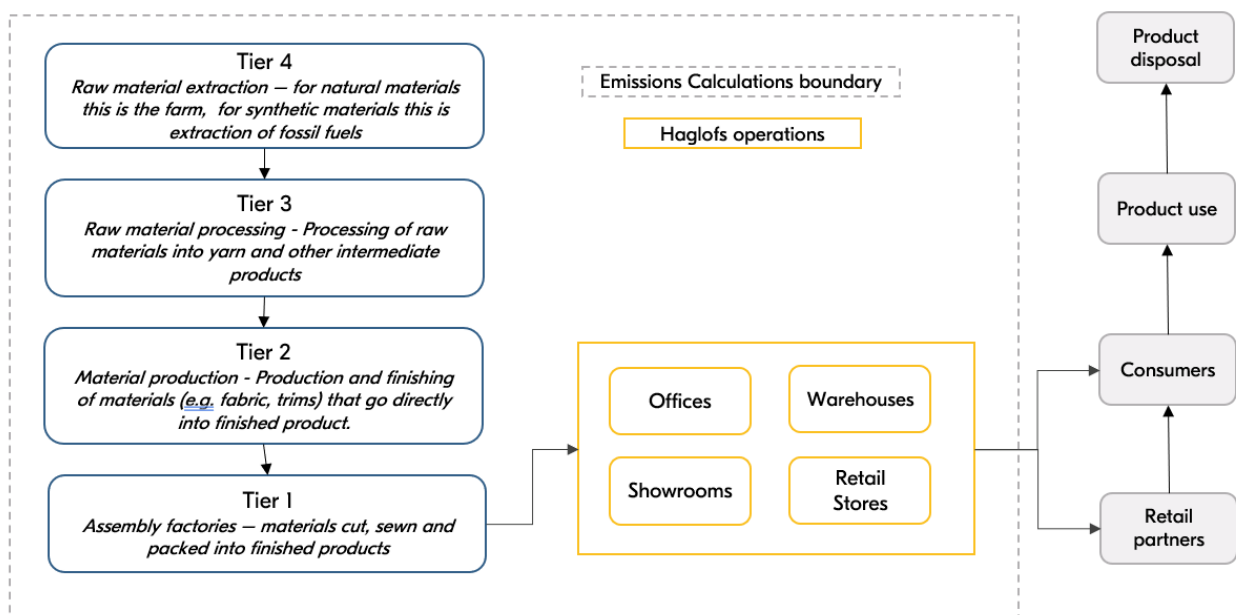 Tier 4
Raw material extraction – for natural materials
this is the farm,  for synthetic materials this is
extraction of fossil fuels
Tier 3
Raw material processing - Processing of raw
materials into yarn and other intermediate
products
Tier 2
Material production - Production and finishing
of materials (e.g. fabric, trims) that go directly
into finished product.
Tier 1
Assembly factories – materials cut, sewn and
packed into finished products
Emissions Calculations boundary
Haglofs operations
Offices
Warehouses
Showrooms
Retail
Stores
Product
disposal
Product use
Consumers
Retail
partners